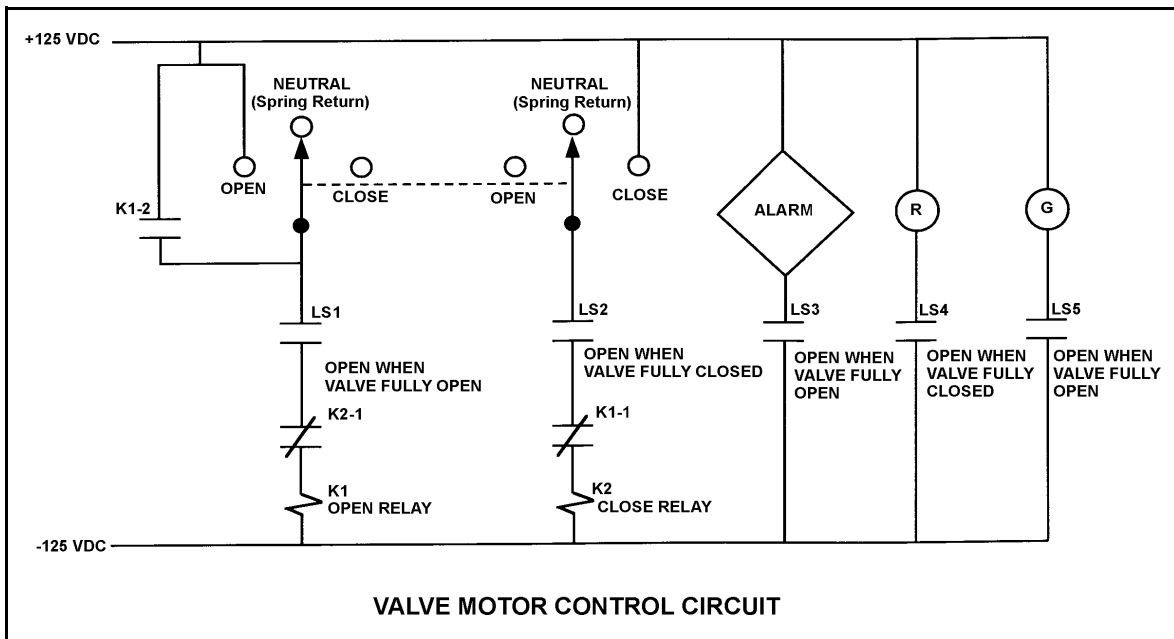 +125 VDC
NEUTRAL
(Spring Return)
NEUTRAL
(Spring Return)
OPEN
CLOSE
OPEN
CLOSE
K1-2
ALARM
R
G
LS1
LS2
LS3
LS4
LS5
OPEN WHEN
VALVE FULLY OPEN
OPEN WHEN
VALVE FULLY CLOSED
OPEN WHEN
VALVE FULLY
OPEN
OPEN WHEN
VALVE FULLY
CLOSED
OPEN WHEN
VALVE FULLY
OPEN
K2-1
K1-1
K1
OPEN RELAY
K2
CLOSE RELAY
-125 VDC
VALVE MOTOR CONTROL CIRCUIT